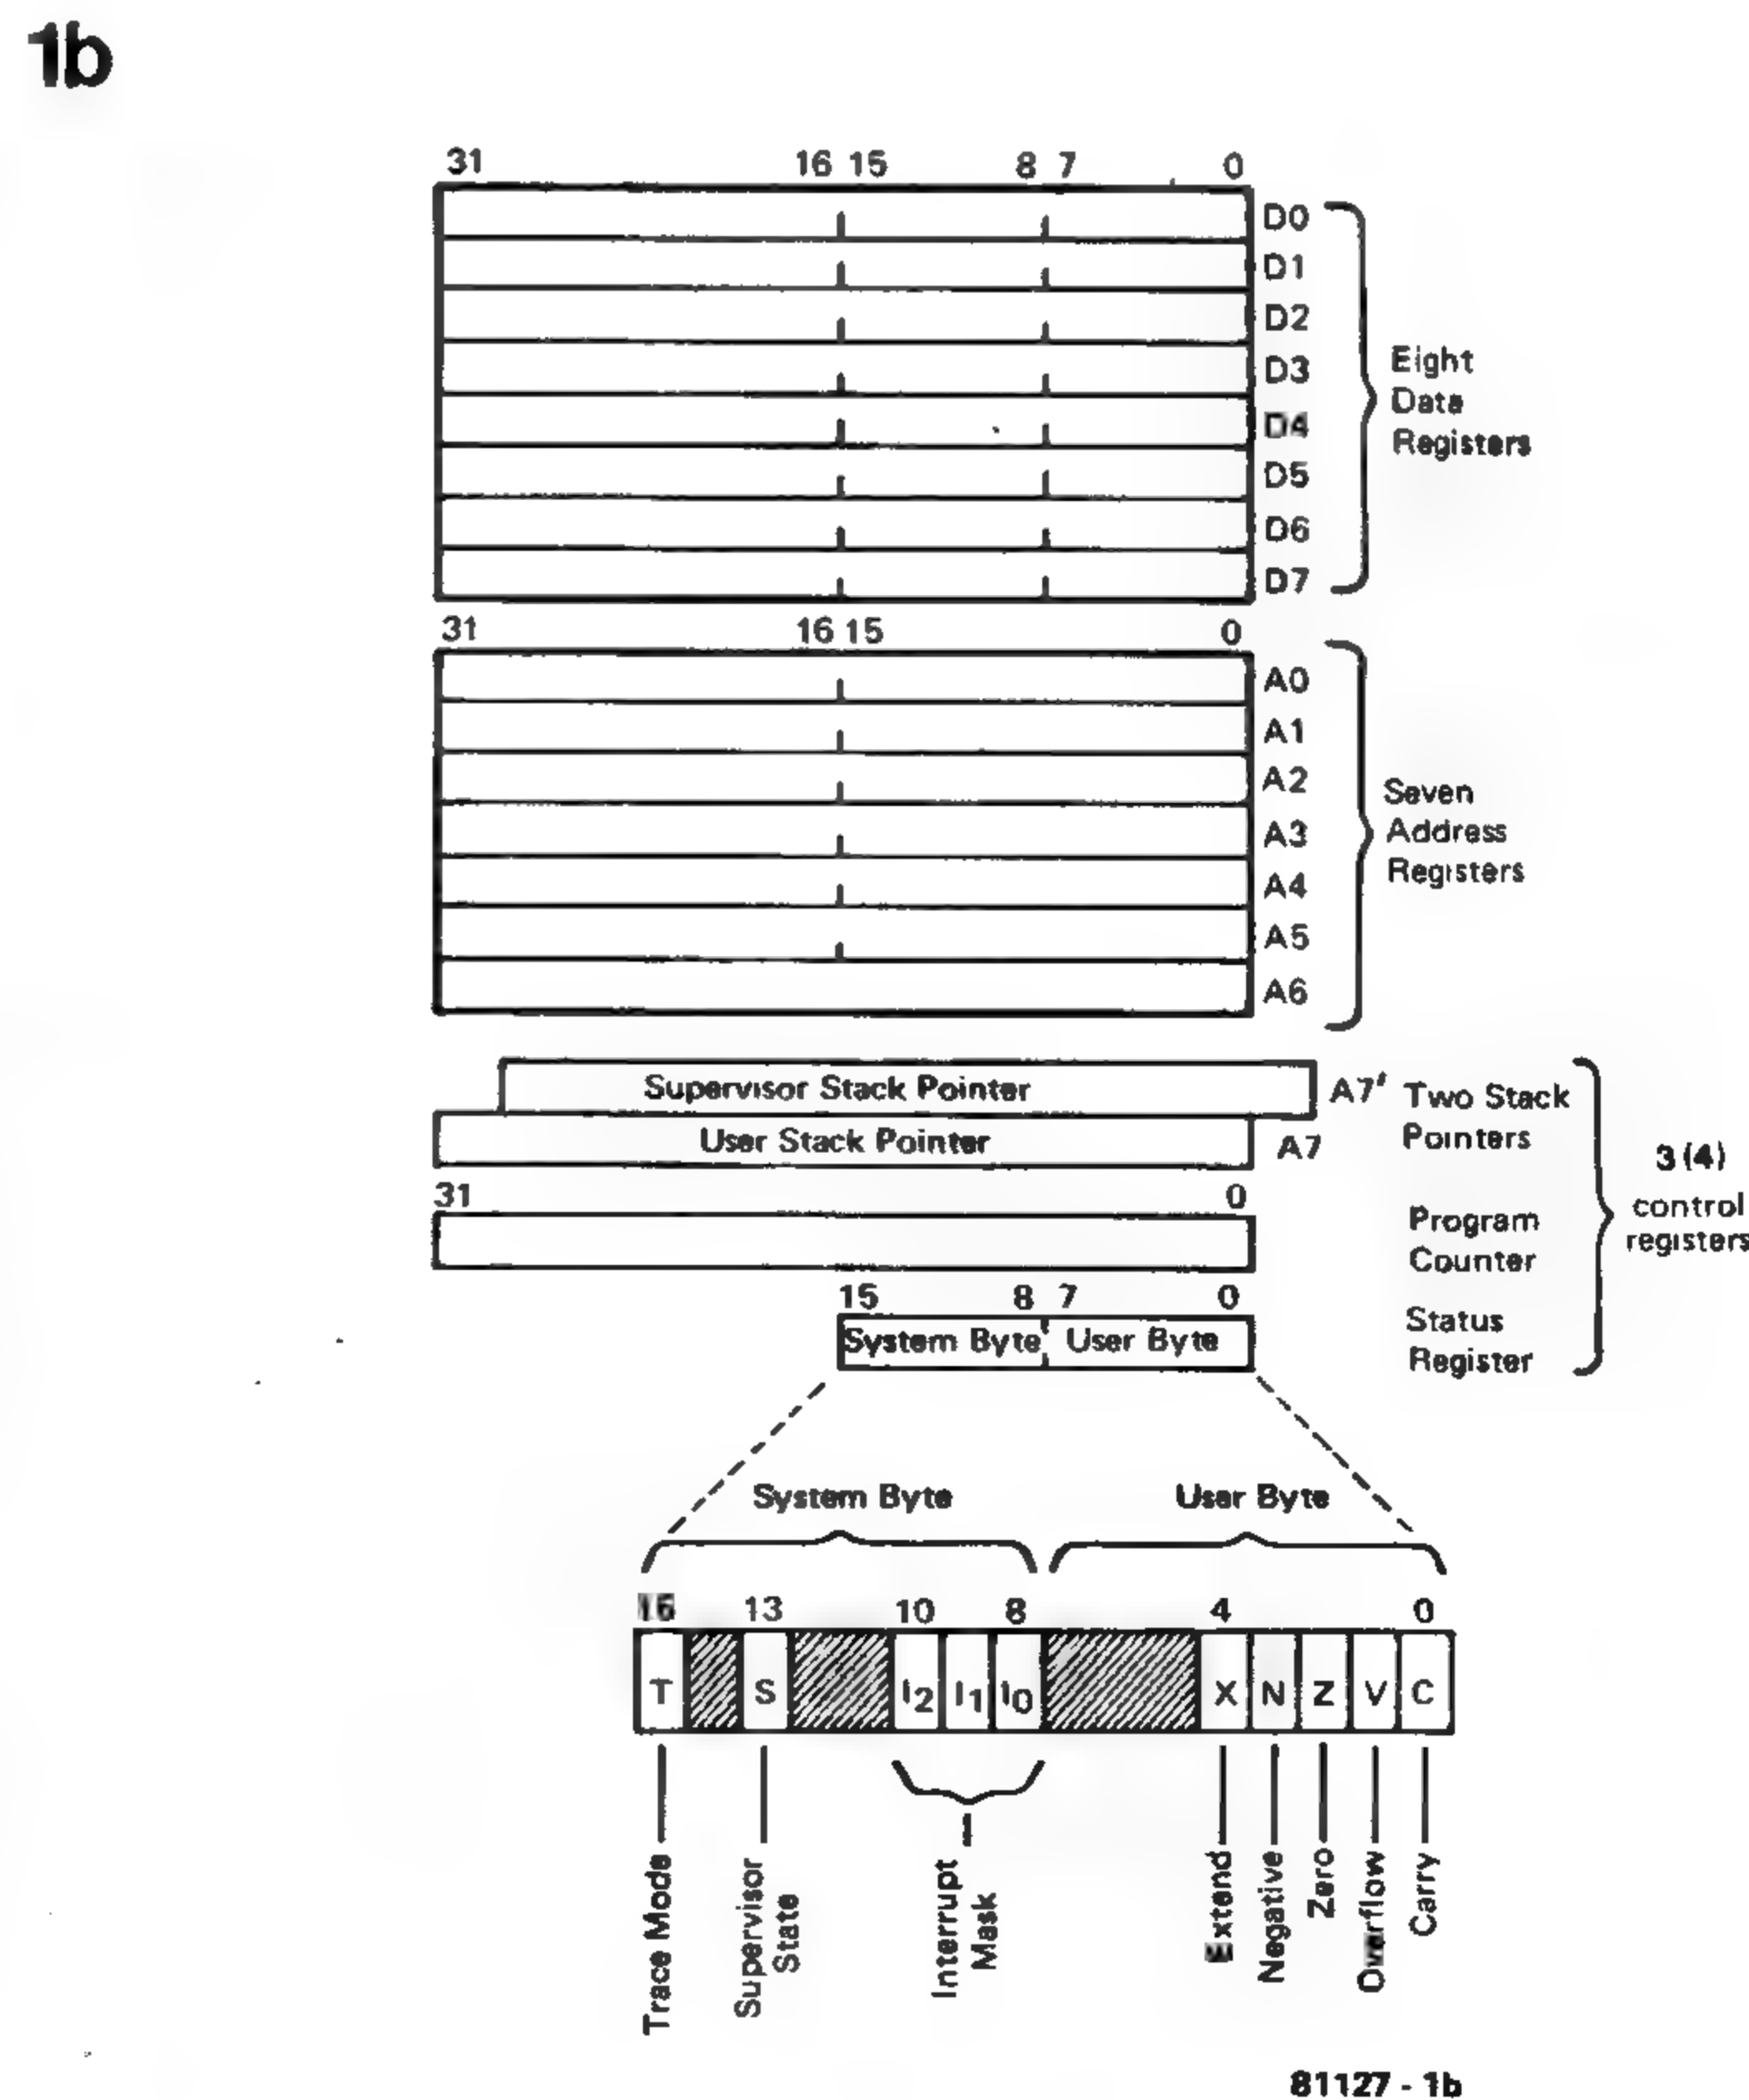 1b
31 16 15 8 7 0
D0
D1
D2
D3
D4
D5
D6
D7
Eight
Data
Registers
31 16 15 0
A0
A1
A2
A3
A4
A5
A6
Seven
Address
Registers
Supervisor Stack Pointer A7'
User Stack Pointer A7
Two Stack
Pointers
31 0
Program
Counter
15 8 7 0
System Byte User Byte
Status
Register
3 (4)
control
registers
System Byte User Byte
13 10 8 4 0
T S I2 I1 I0 X N Z V C
Trace Mode
Supervisor
State
Interrupt
Mask
Extend
Negative
Zero
Overflow
Carry
81127 - 1b